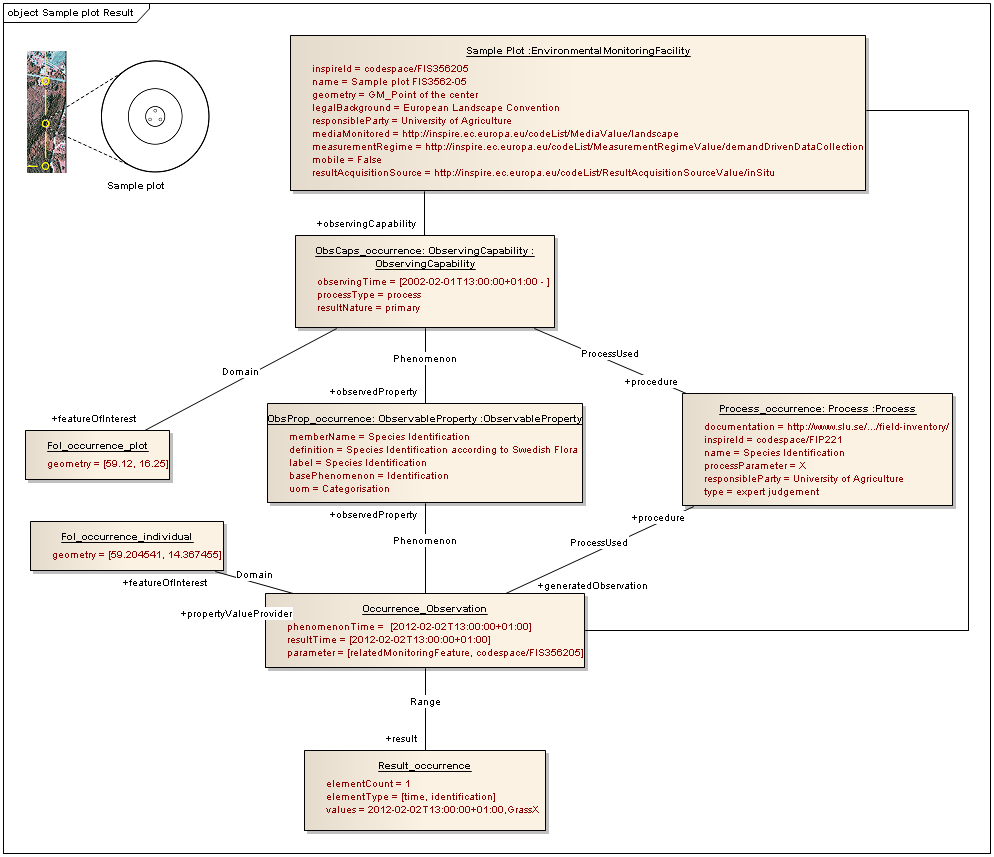 object Sample plot Result
Sample plot
Sample Plot :EnvironmentalMonitoringFacility
inspireId = codespace/FIS356205
name = Sample plot FIS3562-05
geometry = GM_Point of the center
legalBackground = European Landscape Convention
responsibleParty = University of Agriculture
mediaMonitored = http://inspire.ec.europa.eu/codeList/MediaValue/landscape
measurementRegime = http://inspire.ec.europa.eu/codeList/MeasurementRegimeValue/demandDrivenDataCollection
mobile = False
resultAcquisitionSource = http://inspire.ec.europa.eu/codeList/ResultAcquisitionSourceValue/inSitu
+observingCapability
ObsCaps_occurrence: ObservingCapability :
ObservingCapability
observingTime = [2002-02-01T13:00:00+01:00 - ]
processType = process
resultNature = primary
Domain
Phenomenon
ProcessUsed
+featureOfInterest
+observedProperty
+procedure
FoI_occurrence_plot
geometry = [59.12, 16.25]
ObsProp_occurrence: ObservableProperty :ObservableProperty
memberName = Species Identification
definition = Species Identification according to Swedish Flora
label = Species Identification
basePhenomenon = Identification
uom = Categorisation
Process_occurrence: Process :Process
documentation = http://www.slu.se/.../field-inventory/
inspireId = codespace/FIP221
name = Species Identification
processParameter = X
responsibleParty = University of Agriculture
type = expert judgement
+observedProperty
+procedure
Phenomenon
ProcessUsed
FoI_occurrence_individual
geometry = [59.204541, 14.367455]
Domain
+featureOfInterest
+generatedObservation
+propertyValueProvider
Occurrence_Observation
phenomenonTime =  [2012-02-02T13:00:00+01:00]
resultTime = [2012-02-02T13:00:00+01:00]
parameter = [relatedMonitoringFeature, codespace/FIS356205]
Range
+result
Result_occurrence
elementCount = 1
elementType = [time, identification]
values = 2012-02-02T13:00:00+01:00,GrassX